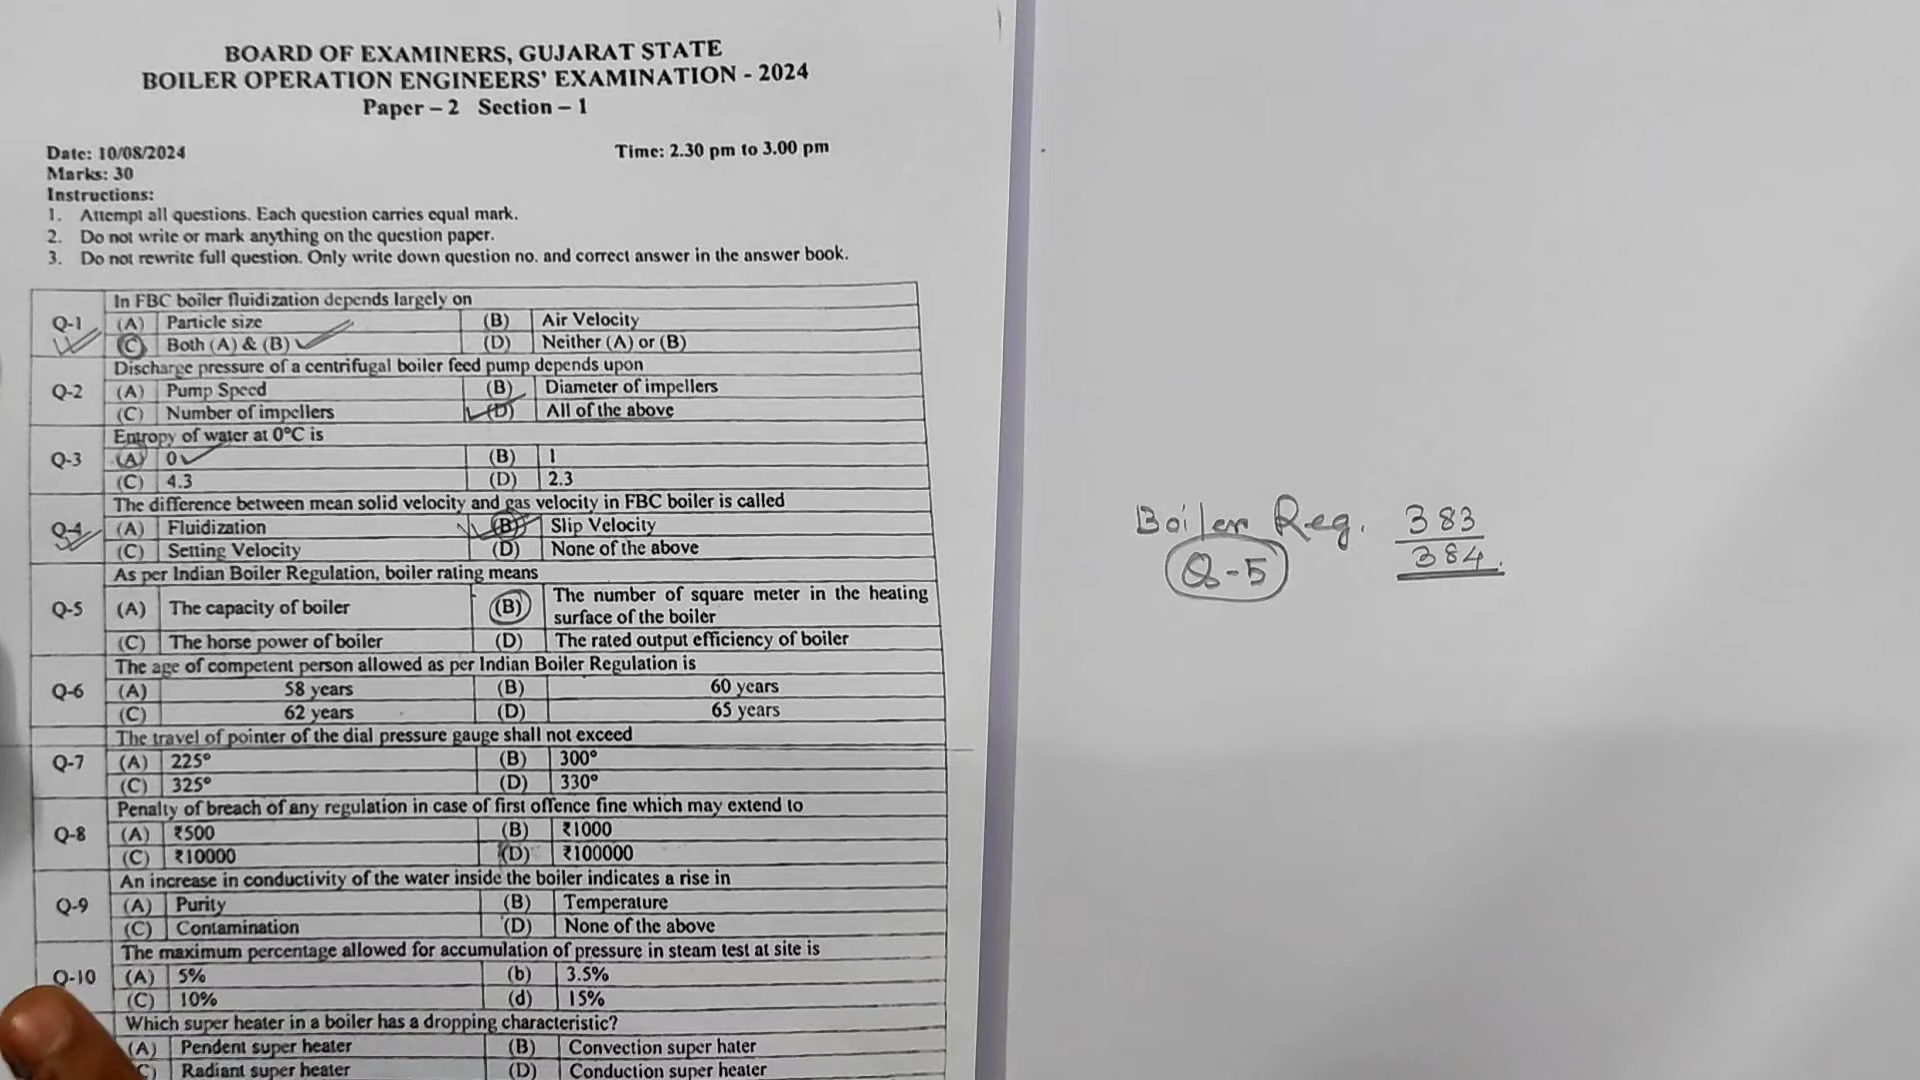 BOARD OF EXAMINERS, GUJARAT STATE
BOILER OPERATION ENGINEERS' EXAMINATION - 2024
Paper – 2 Section – 1
Date: 10/08/2024 Time: 2.30 pm to 3.00 pm
Marks: 30
Instructions:
1. Attempt all questions. Each question carries equal mark.
2. Do not write or mark anything on the question paper.
3. Do not rewrite full question. Only write down question no. and correct answer in the answer book.
In FBC boiler fluidization depends largely on
Q-1 (A) Particle size (B) Air Velocity
(C) Both (A) & (B) (D) Neither (A) or (B)
Discharge pressure of a centrifugal boiler feed pump depends upon
Q-2 (A) Pump Speed (B) Diameter of impellers
(C) Number of impellers (D) All of the above
Entropy of water at 0°C is
Q-3 (A) 0 (B) 1
(C) 4.3 (D) 2.3
The difference between mean solid velocity and gas velocity in FBC boiler is called
Q-4 (A) Fluidization (B) Slip Velocity
(C) Setting Velocity (D) None of the above
As per Indian Boiler Regulation, boiler rating means
Q-5 (A) The capacity of boiler (B) The number of square meter in the heating
surface of the boiler
(C) The horse power of boiler (D) The rated output efficiency of boiler
The age of competent person allowed as per Indian Boiler Regulation is
Q-6 (A) 58 years (B) 60 years
(C) 62 years (D) 65 years
The travel of pointer of the dial pressure gauge shall not exceed
Q-7 (A) 225° (B) 300°
(C) 325° (D) 330°
Penalty of breach of any regulation in case of first offence fine which may extend to
Q-8 (A) ₹500 (B) ₹1000
(C) ₹10000 (D) ₹100000
An increase in conductivity of the water inside the boiler indicates a rise in
Q-9 (A) Purity (B) Temperature
(C) Contamination (D) None of the above
The maximum percentage allowed for accumulation of pressure in steam test at site is
Q-10 (A) 5% (b) 3.5%
(C) 10% (d) 15%
Which super heater in a boiler has a dropping characteristic?
(A) Pendent super heater (B) Convection super hater
C) Radiant super heater (D) Conduction super heater
Boiler Reg. 383
Q-5 384.